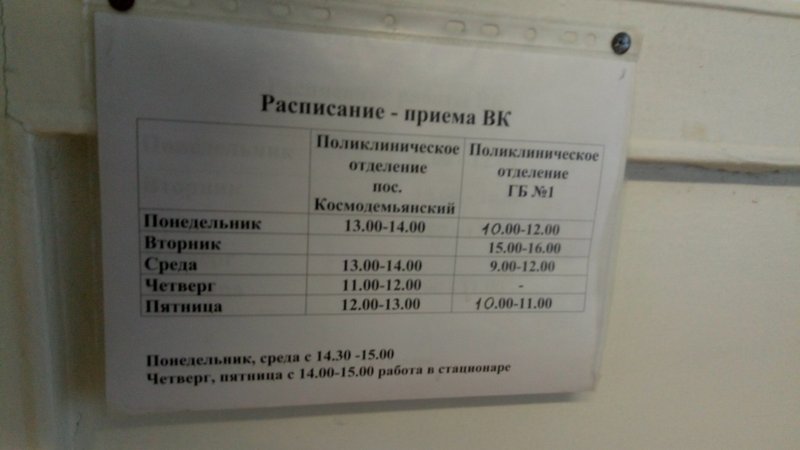 Расписание - приема ВК
Поликлиническое отделение пос. Космодемьянский
Поликлиническое отделение ГБ №1
Понедельник 13.00-14.00 10.00-12.00
Вторник 15.00-16.00
Среда 13.00-14.00 9.00-12.00
Четверг 11.00-12.00 -
Пятница 12.00-13.00 10.00-11.00
Понедельник, среда с 14.30 -15.00
Четверг, пятница с 14.00-15.00 работа в стационаре